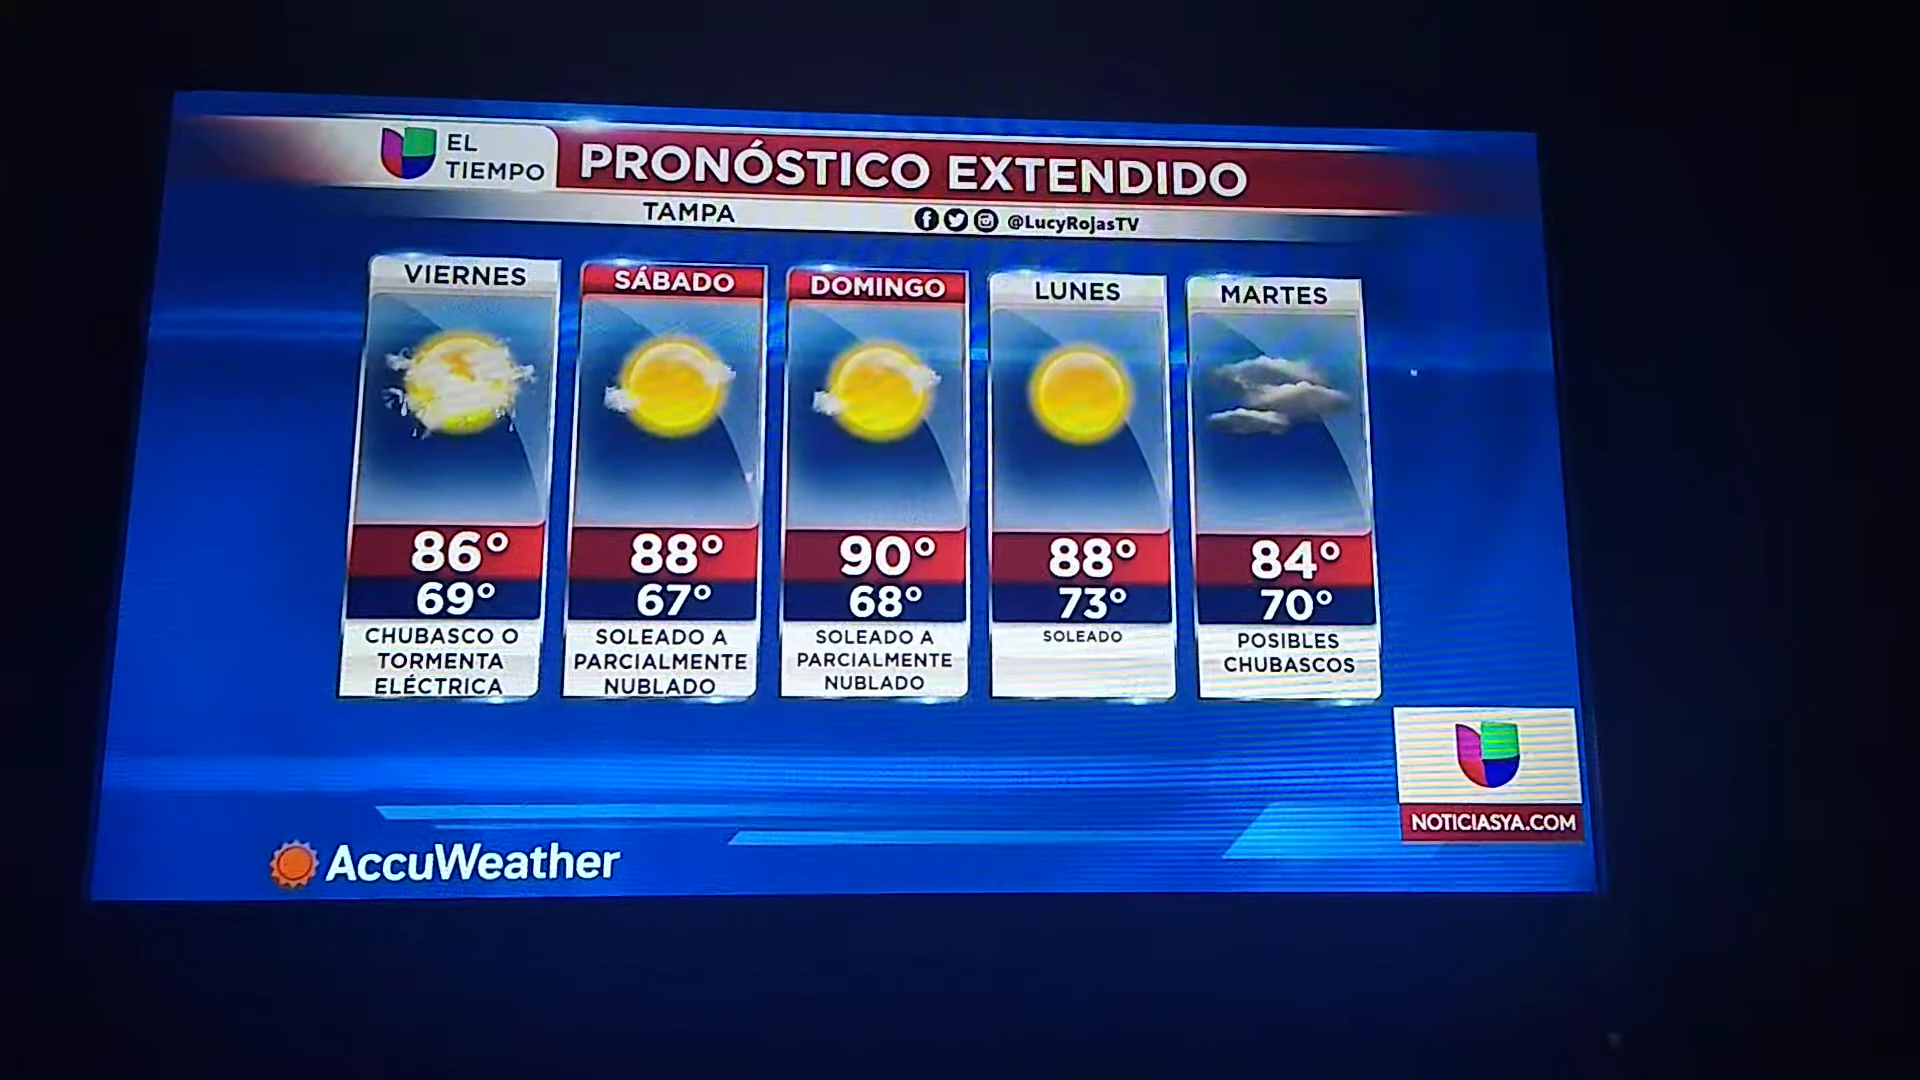 EL
TIEMPO
PRONÓSTICO EXTENDIDO
TAMPA
@LucyRojasTV
VIERNES
86°
69°
CHUBASCO O
TORMENTA
ELÉCTRICA
SÁBADO
88°
67°
SOLEADO A
PARCIALMENTE
NUBLADO
DOMINGO
90°
68°
SOLEADO A
PARCIALMENTE
NUBLADO
LUNES
88°
73°
SOLEADO
MARTES
84°
70°
POSIBLES
CHUBASCOS
NOTICIASYA.COM
AccuWeather